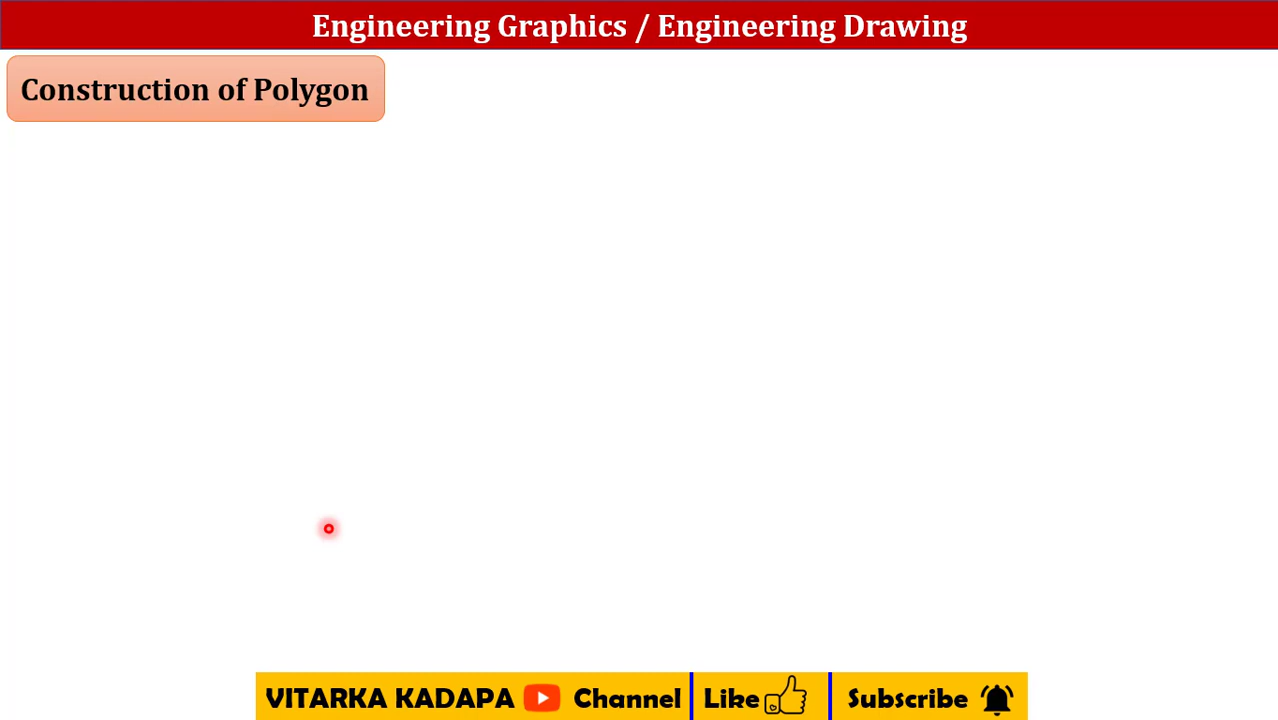 Engineering Graphics / Engineering Drawing
Construction of Polygon
VITARKA KADAPA Channel Like Subscribe